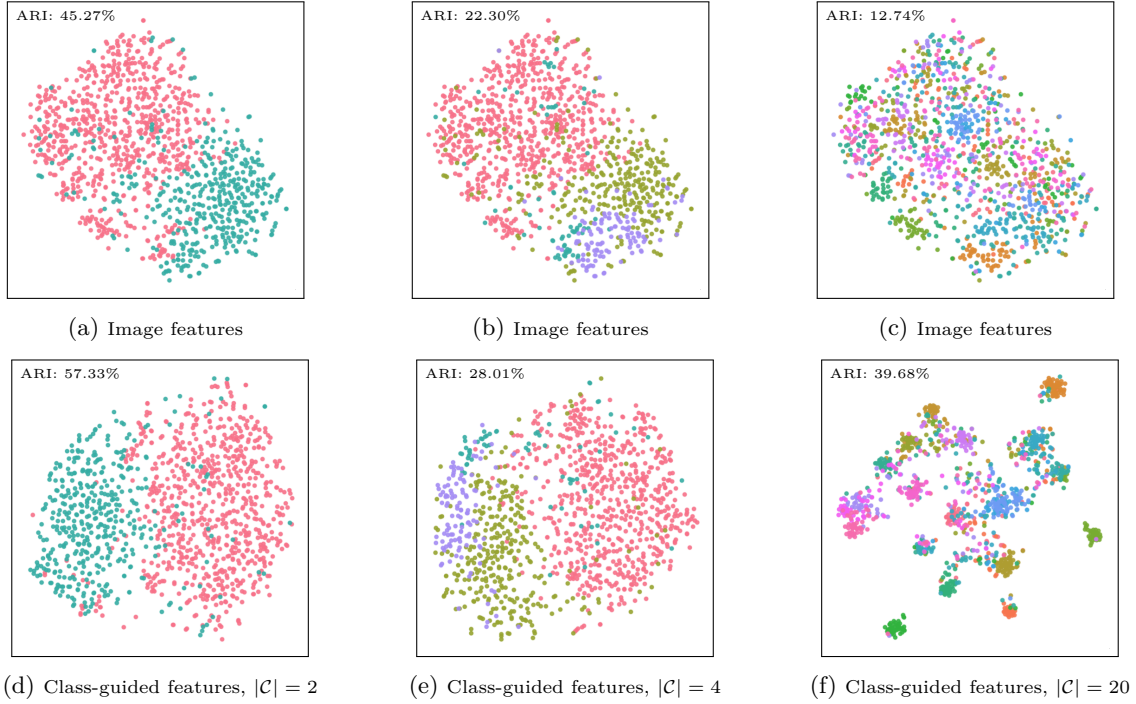 ARI: 45.27%
ARI: 22.30%
ARI: 12.74%
(a) Image features
(b) Image features
(c) Image features
ARI: 57.33%
ARI: 28.01%
ARI: 39.68%
(d) Class-guided features, |𝒞| = 2
(e) Class-guided features, |𝒞| = 4
(f) Class-guided features, |𝒞| = 20